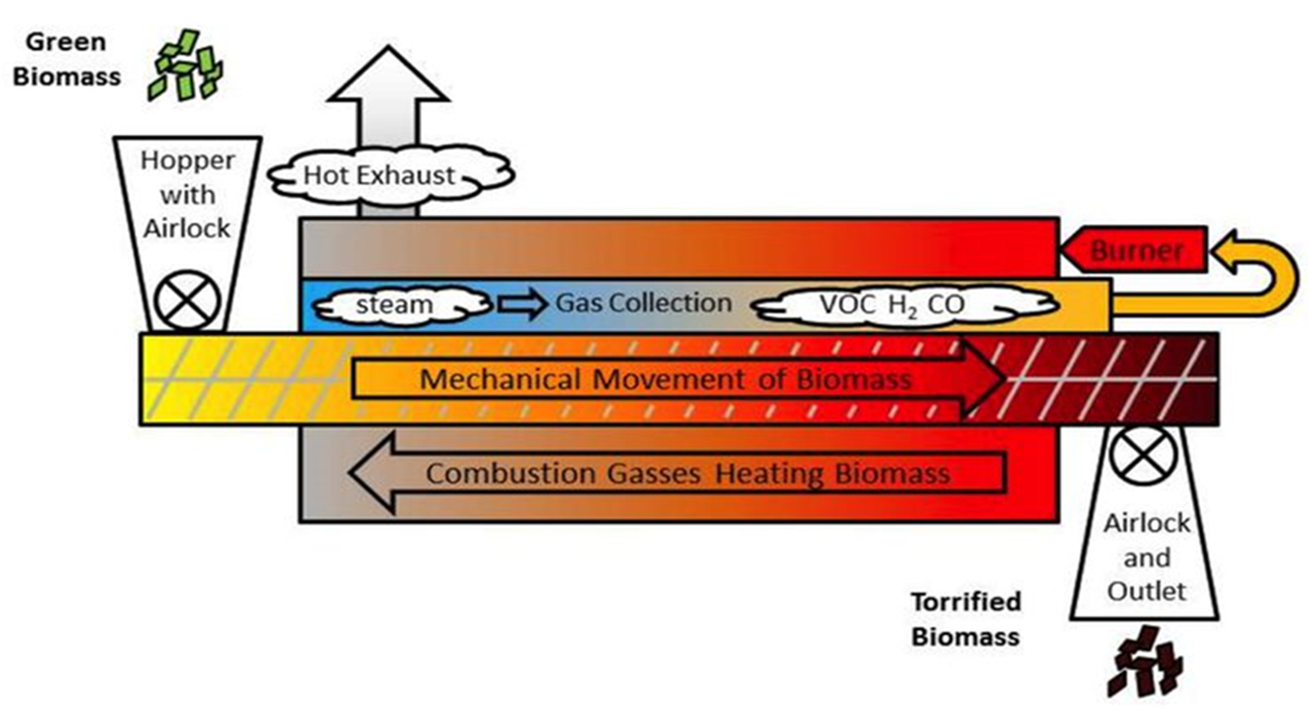 Green
Biomass
Hopper
with
Airlock
Hot Exhaust
Burner
steam
Gas Collection
VOC H₂ CO
Mechanical Movement of Biomass
Combustion Gasses Heating Biomass
Airlock
and
Outlet
Torrified
Biomass